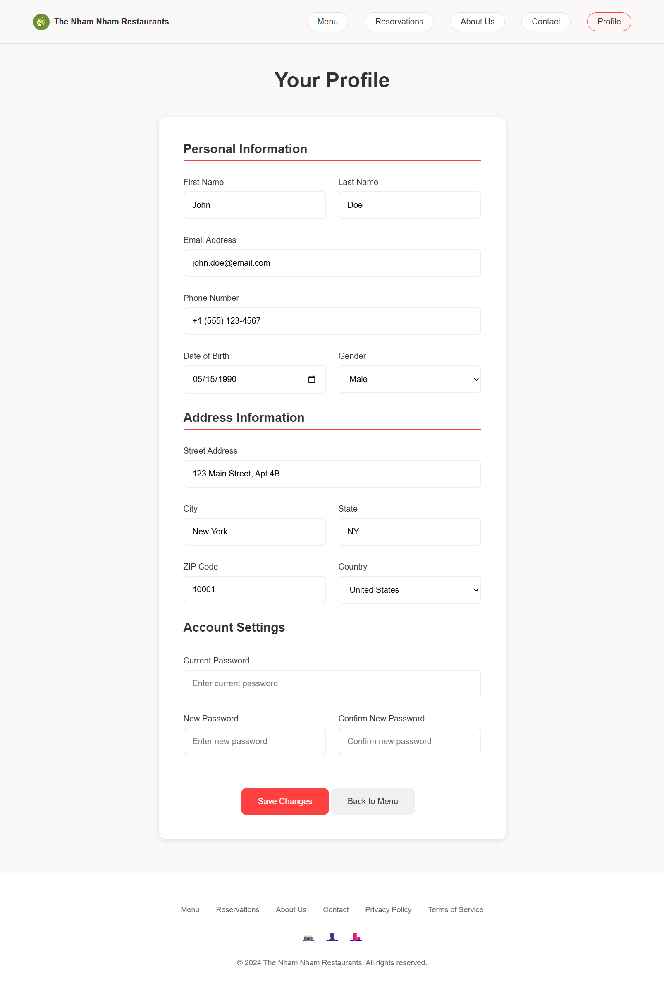 The Nham Nham Restaurants
Menu
Reservations
About Us
Contact
Profile
Your Profile
Personal Information
First Name
Last Name
John
Doe
Email Address
john.doe@email.com
Phone Number
+1 (555) 123-4567
Date of Birth
Gender
05/15/1990
Male
Address Information
Street Address
123 Main Street, Apt 4B
City
State
New York
NY
ZIP Code
Country
10001
United States
Account Settings
Current Password
Enter current password
New Password
Confirm New Password
Enter new password
Confirm new password
Save Changes
Back to Menu
Menu
Reservations
About Us
Contact
Privacy Policy
Terms of Service
© 2024 The Nham Nham Restaurants. All rights reserved.